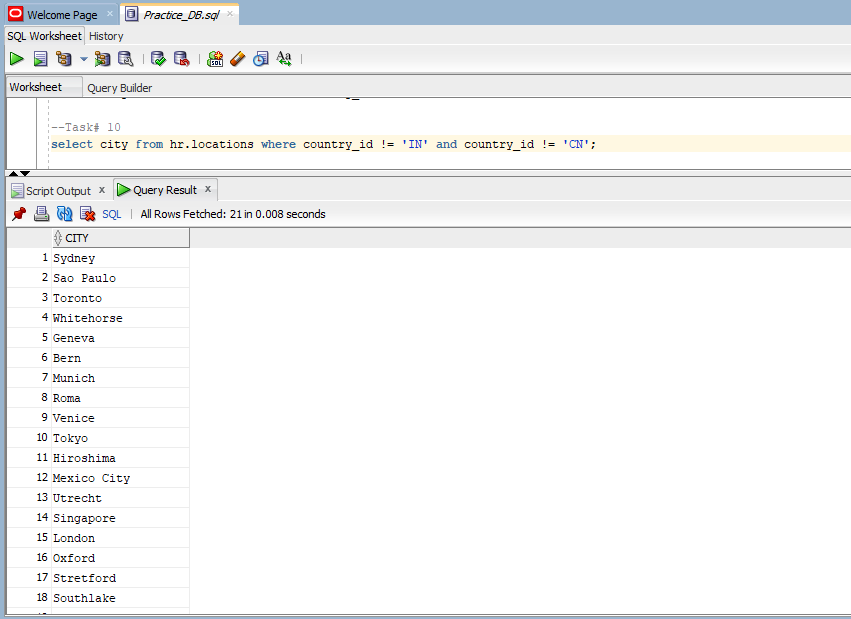 Welcome Page × Practice_DB.sql ×
SQL Worksheet History
SQL Aa
Worksheet Query Builder
--Task# 10
select city from hr.locations where country_id != 'IN' and country_id != 'CN';
Script Output x Query Result x
SQL | All Rows Fetched: 21 in 0.008 seconds
CITY
1 Sydney
2 Sao Paulo
3 Toronto
4 Whitehorse
5 Geneva
6 Bern
7 Munich
8 Roma
9 Venice
10 Tokyo
11 Hiroshima
12 Mexico City
13 Utrecht
14 Singapore
15 London
16 Oxford
17 Stretford
18 Southlake